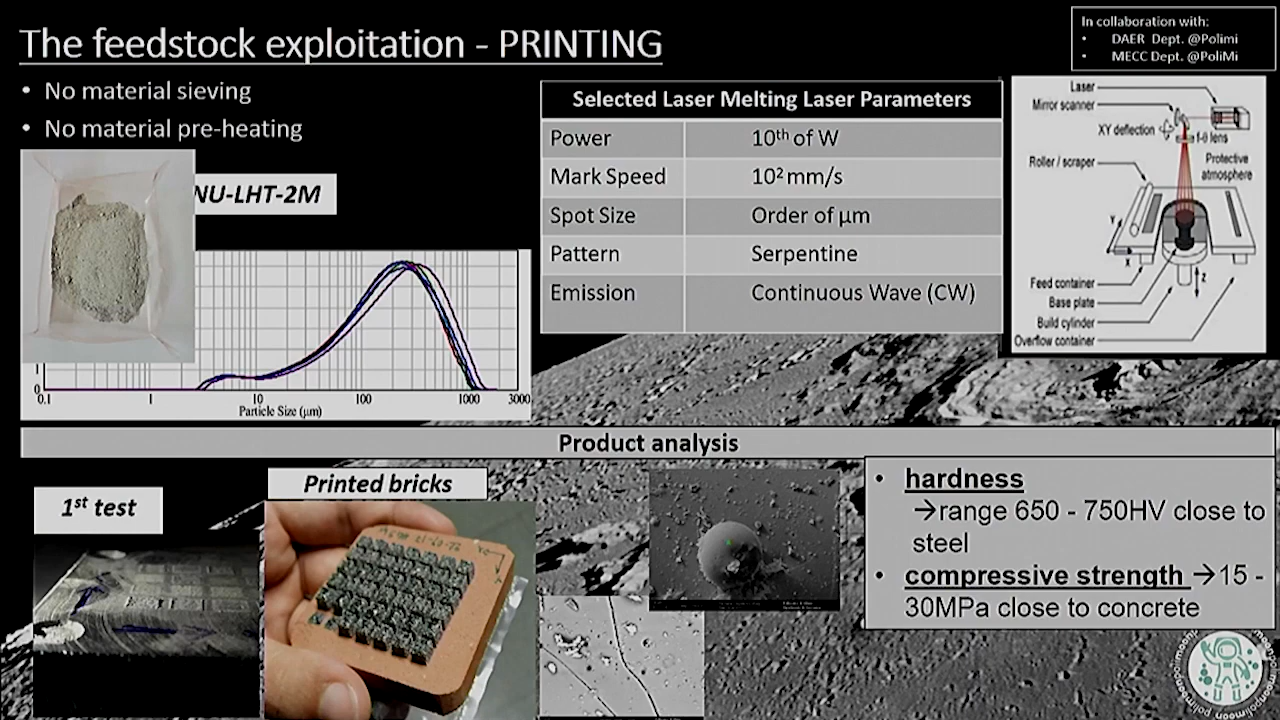 The feedstock exploitation - PRINTING
In collaboration with:
• DAER Dept. @Polimi
• MECC Dept. @PoliMi
• No material sieving
• No material pre-heating
NU-LHT-2M
1
0
0.1 1 10 100 1000 3000
Particle Size (µm)
Selected Laser Melting Laser Parameters
Power 10th of W
Mark Speed 10² mm/s
Spot Size Order of µm
Pattern Serpentine
Emission Continuous Wave (CW)
Laser
Mirror scanner
XY deflection
f-θ lens
Roller / scraper
Protective
atmosphere
Y
X
Z
Feed container
Base plate
Build cylinder
Overflow container
Product analysis
1st test
Printed bricks
• hardness
→range 650 - 750HV close to
steel
• compressive strength →15 -
30MPa close to concrete